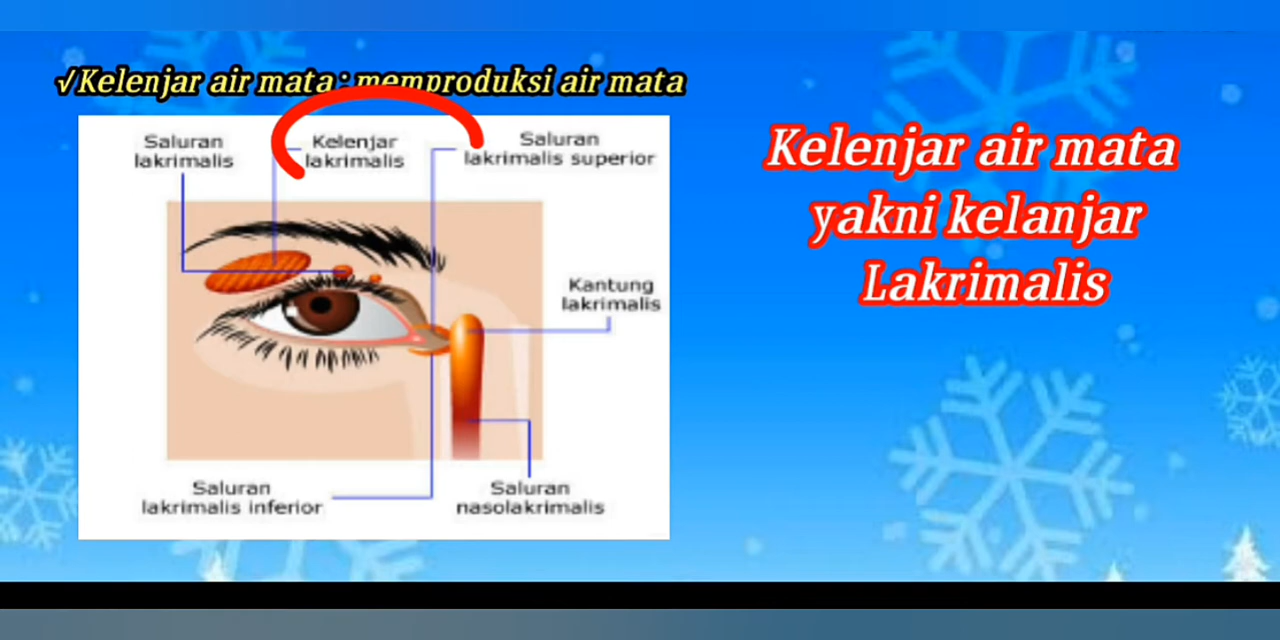 √Kelenjar air mata: memproduksi air mata
Saluran
lakrimalis
Kelenjar
lakrimalis
Saluran
lakrimalis superior
Kantung
lakrimalis
Saluran
lakrimalis inferior
Saluran
nasolakrimalis
Kelenjar air mata
yakni kelanjar
Lakrimalis